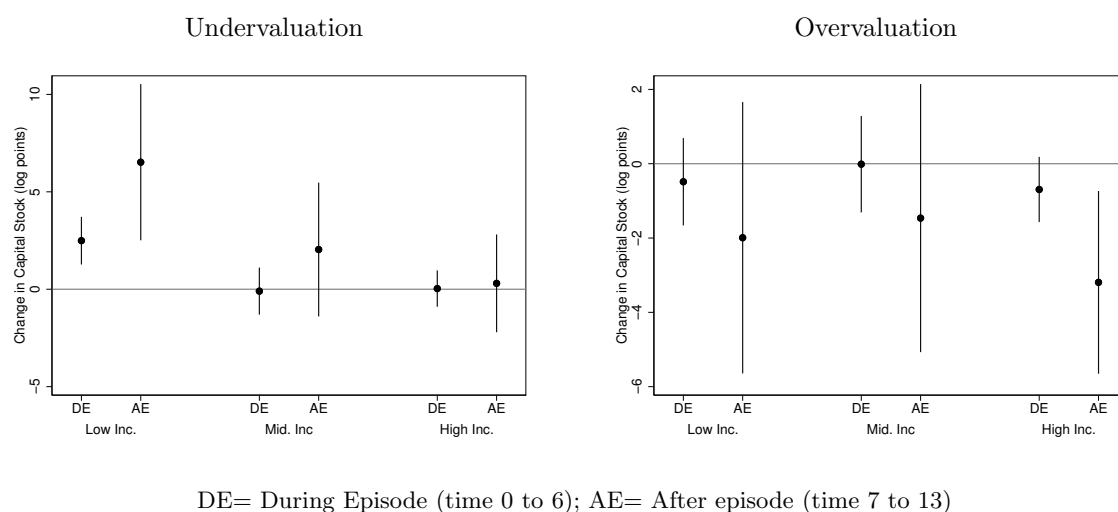 Undervaluation
Overvaluation
Change in Capital Stock (log points)
10
5
0
−5
DE AE DE AE DE AE
Low Inc. Mid. Inc High Inc.
Change in Capital Stock (log points)
2
0
−2
−4
−6
DE AE DE AE DE AE
Low Inc. Mid. Inc High Inc.
DE= During Episode (time 0 to 6); AE= After episode (time 7 to 13)